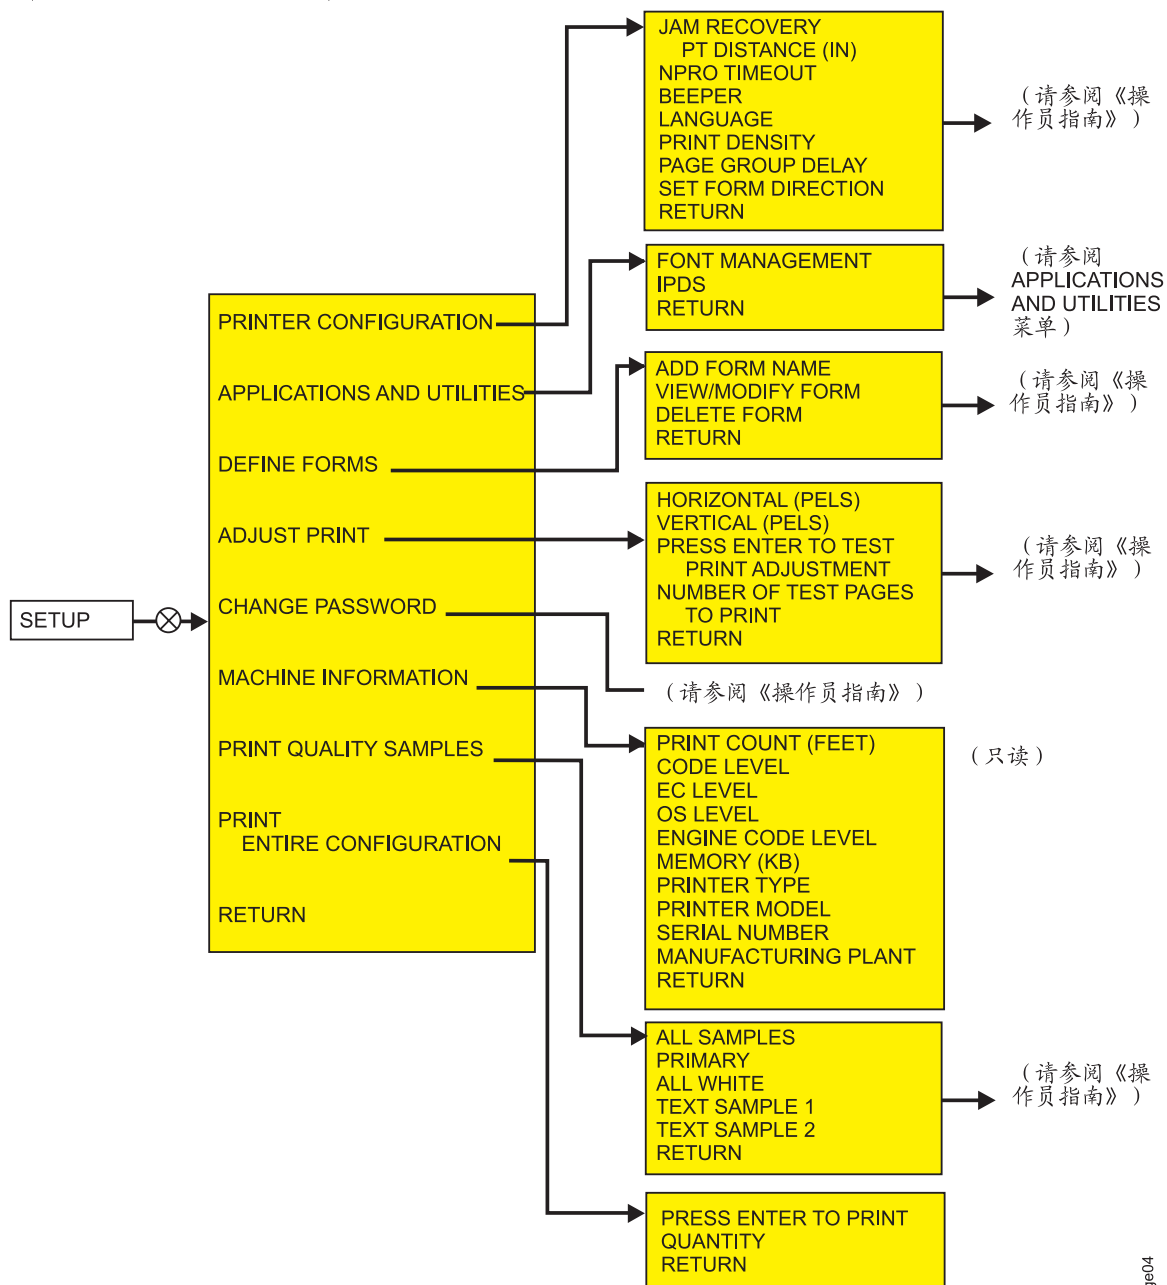 SETUP
PRINTER CONFIGURATION
APPLICATIONS AND UTILITIES
DEFINE FORMS
ADJUST PRINT
CHANGE PASSWORD
MACHINE INFORMATION
PRINT QUALITY SAMPLES
PRINT
ENTIRE CONFIGURATION
RETURN
JAM RECOVERY
PT DISTANCE (IN)
NPRO TIMEOUT
BEEPER
LANGUAGE
PRINT DENSITY
PAGE GROUP DELAY
SET FORM DIRECTION
RETURN
（请参阅《操
作员指南》）
FONT MANAGEMENT
IPDS
RETURN
（请参阅
APPLICATIONS
AND UTILITIES
菜单）
ADD FORM NAME
VIEW/MODIFY FORM
DELETE FORM
RETURN
（请参阅《操
作员指南》）
HORIZONTAL (PELS)
VERTICAL (PELS)
PRESS ENTER TO TEST
PRINT ADJUSTMENT
NUMBER OF TEST PAGES
TO PRINT
RETURN
（请参阅《操
作员指南》）
（请参阅《操作员指南》）
PRINT COUNT (FEET)
CODE LEVEL
EC LEVEL
OS LEVEL
ENGINE CODE LEVEL
MEMORY (KB)
PRINTER TYPE
PRINTER MODEL
SERIAL NUMBER
MANUFACTURING PLANT
RETURN
（只读）
ALL SAMPLES
PRIMARY
ALL WHITE
TEXT SAMPLE 1
TEXT SAMPLE 2
RETURN
（请参阅《操
作员指南》）
PRESS ENTER TO PRINT
QUANTITY
RETURN